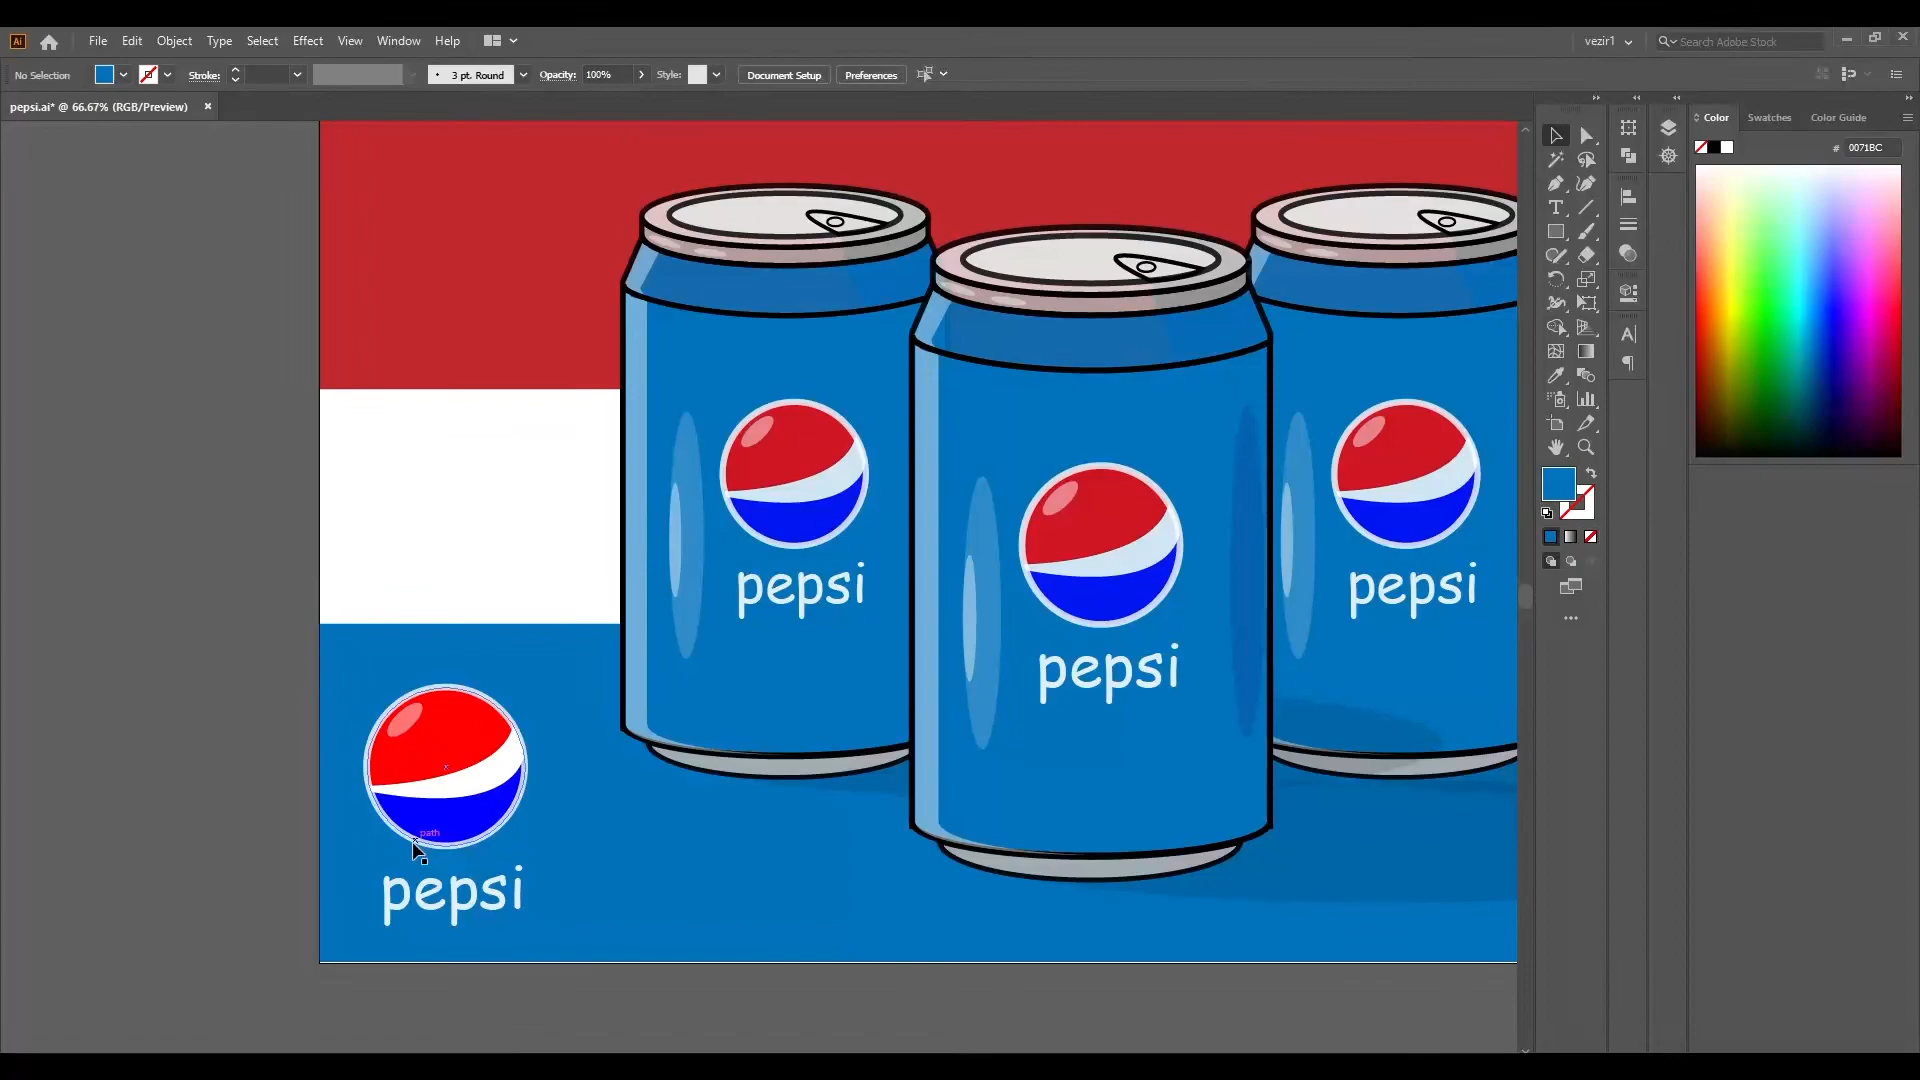 Ai File Edit Object Type Select Effect View Window Help vezir1 Search Adobe Stock
No Selection Stroke: 3 pt. Round Opacity: 100% Style: Document Setup Preferences
pepsi.ai* @ 66.67% (RGB/Preview) ×
Color Swatches Color Guide
# 0071BC
pepsi
pepsi
pepsi
path
pepsi